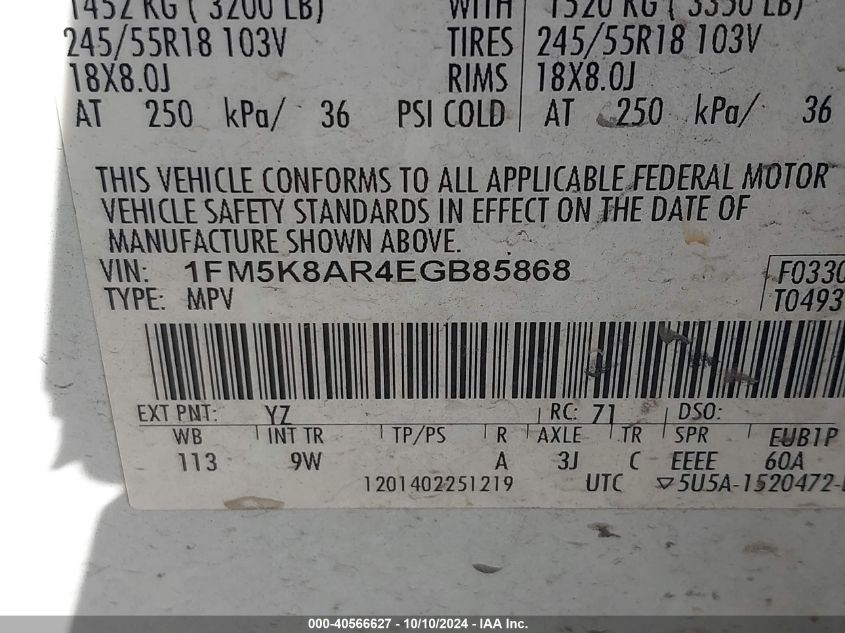 1452 KG ( 3200 LB) WITH 1520 KG ( 3350 LB)
245/55R18 103V TIRES 245/55R18 103V
18X8.0J RIMS 18X8.0J
AT 250 kPa/ 36 PSI COLD AT 250 kPa/ 36
THIS VEHICLE CONFORMS TO ALL APPLICABLE FEDERAL MOTOR
VEHICLE SAFETY STANDARDS IN EFFECT ON THE DATE OF
MANUFACTURE SHOWN ABOVE.
VIN: 1FM5K8AR4EGB85868 F0330
TYPE: MPV T0493
EXT PNT: YZ RC: 71 DSO:
WB INT TR TP/PS R AXLE TR SPR EUB1P
113 9W A 3J C EEEE 60A
1201402251219 UTC ▽5U5A-1520472-
000-40566627 - 10/10/2024 - IAA Inc.